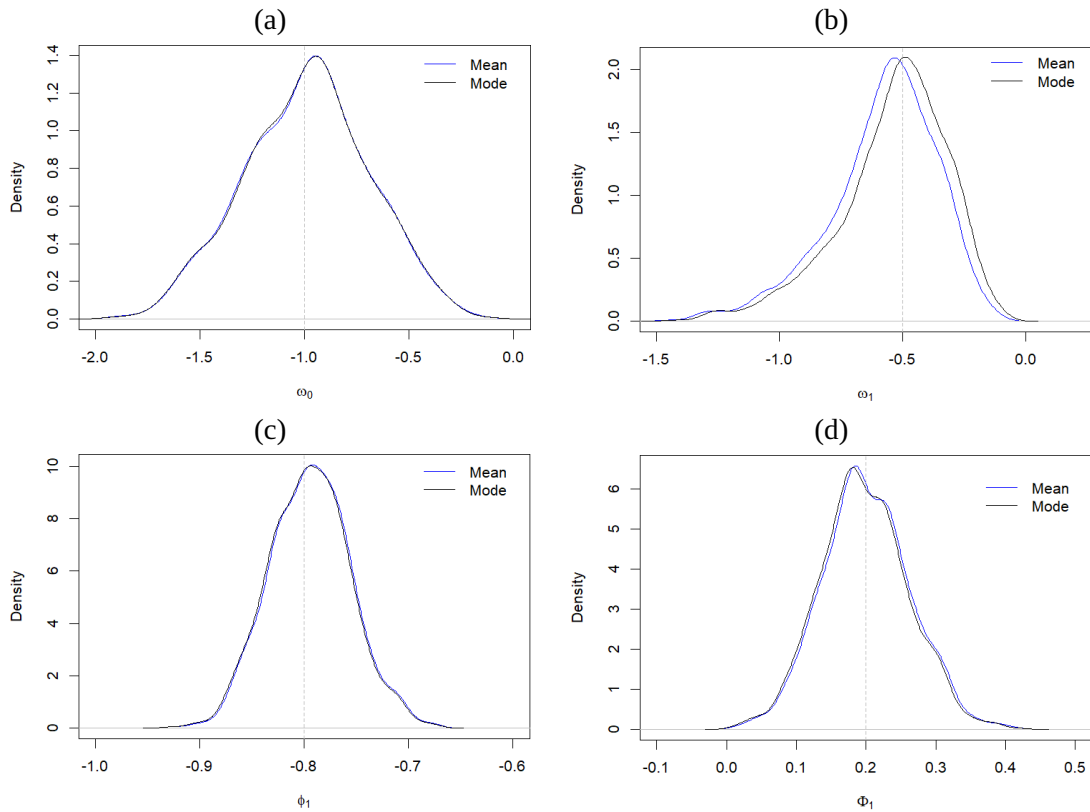 (a)
Mean
Mode
Density
0.0 0.2 0.4 0.6 0.8 1.0 1.2 1.4
-2.0 -1.5 -1.0 -0.5 0.0
ω0
(b)
Mean
Mode
Density
0.0 0.5 1.0 1.5 2.0
-1.5 -1.0 -0.5 0.0
ω1
(c)
Mean
Mode
Density
0 2 4 6 8 10
-1.0 -0.9 -0.8 -0.7 -0.6
ϕ1
(d)
Mean
Mode
Density
0 1 2 3 4 5 6
-0.1 0.0 0.1 0.2 0.3 0.4 0.5
Φ1